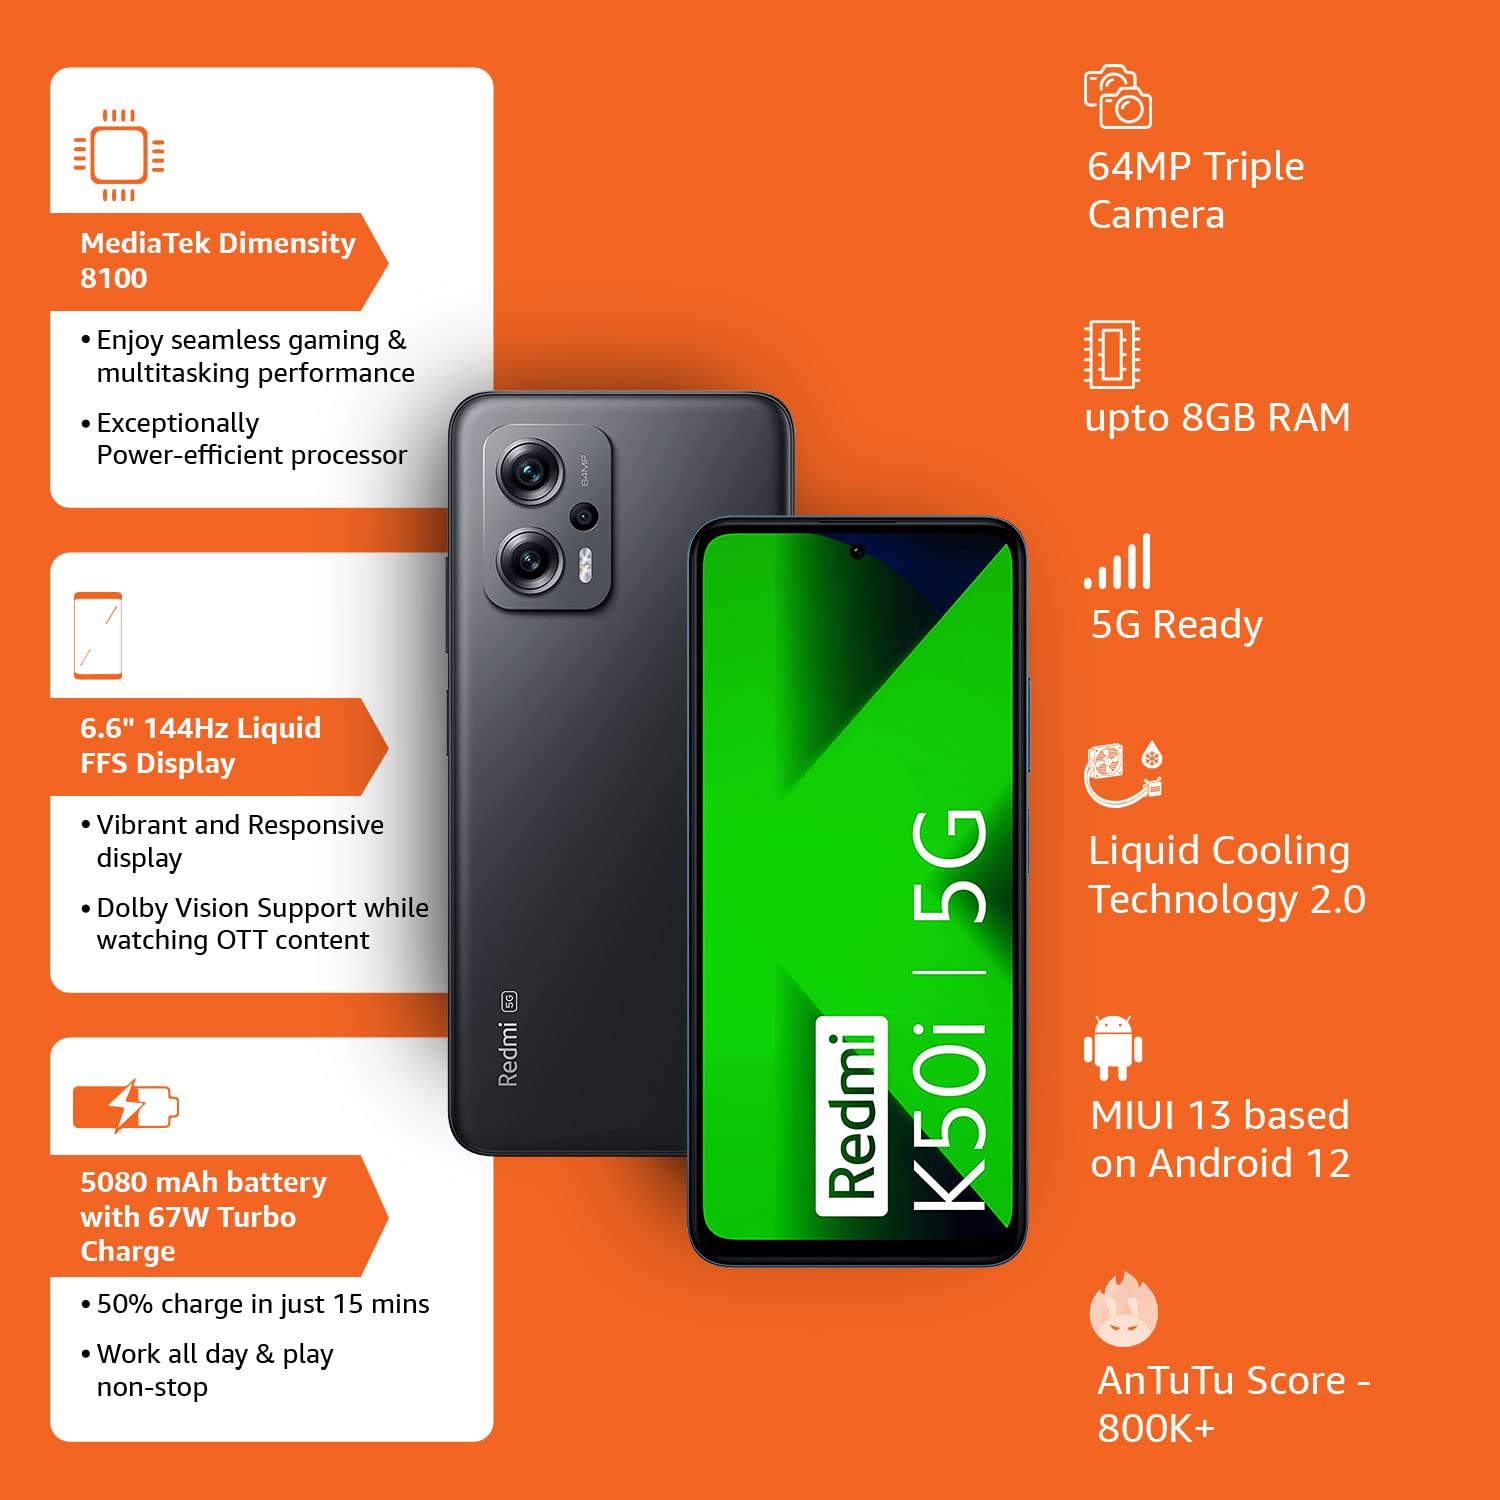 MediaTek Dimensity
8100
• Enjoy seamless gaming &
multitasking performance
• Exceptionally
Power-efficient processor
6.6" 144Hz Liquid
FFS Display
• Vibrant and Responsive
display
• Dolby Vision Support while
watching OTT content
5080 mAh battery
with 67W Turbo
Charge
• 50% charge in just 15 mins
• Work all day & play
non-stop
64MP
Redmi 5G
Redmi
K50i | 5G
64MP Triple
Camera
upto 8GB RAM
5G Ready
Liquid Cooling
Technology 2.0
MIUI 13 based
on Android 12
AnTuTu Score -
800K+